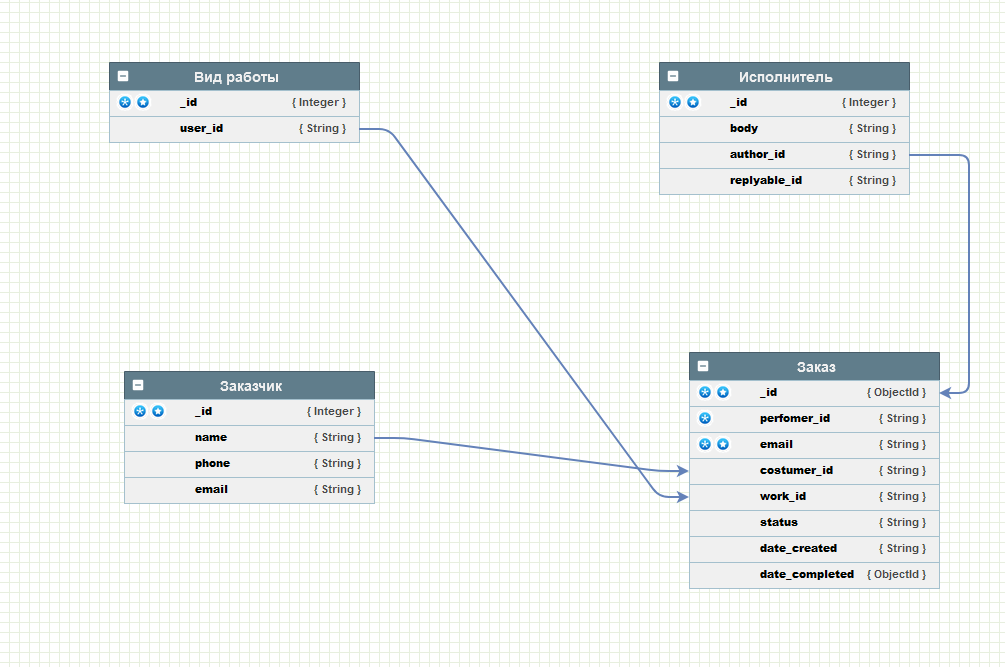 Вид работы
_id { Integer }
user_id { String }
Исполнитель
_id { Integer }
body { String }
author_id { String }
replyable_id { String }
Заказчик
_id { Integer }
name { String }
phone { String }
email { String }
Заказ
_id { ObjectId }
perfomer_id { String }
email { String }
costumer_id { String }
work_id { String }
status { String }
date_created { String }
date_completed { ObjectId }